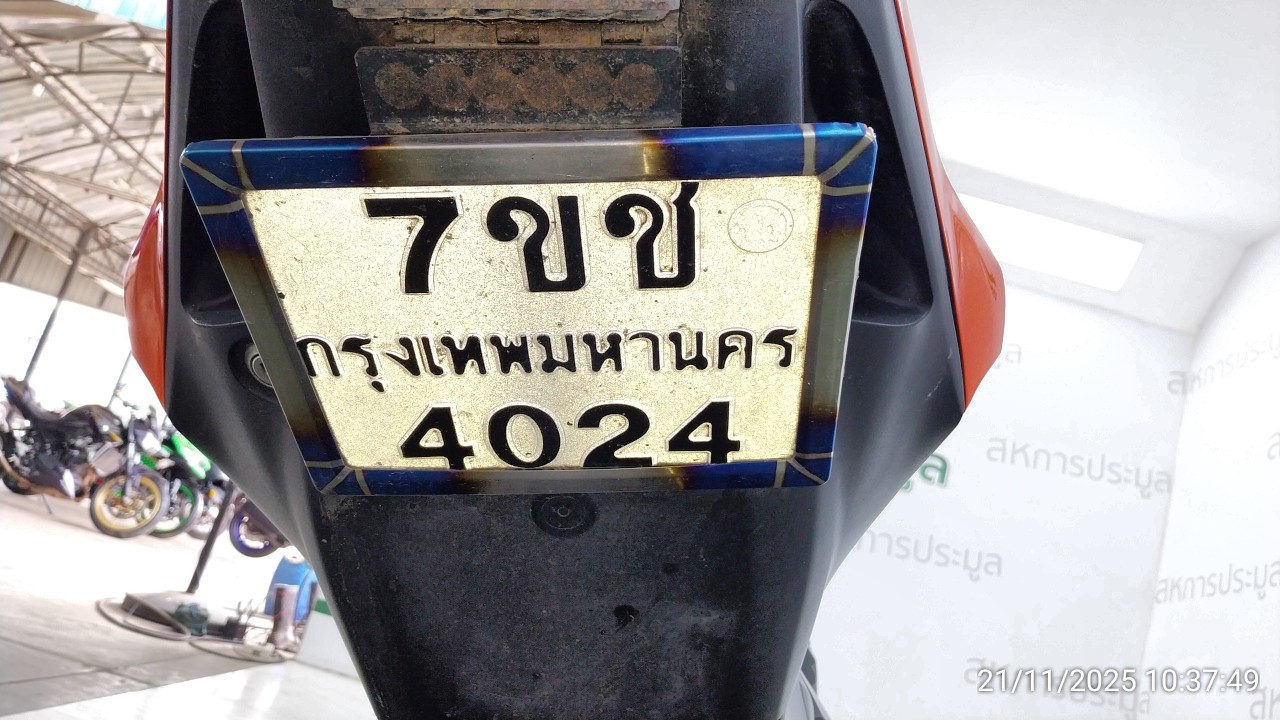 7ขช
กรุงเทพมหานคร
4024
สหการประมูล
สหการประมูล
สหการประมูล
21/11/2025 10:37:49